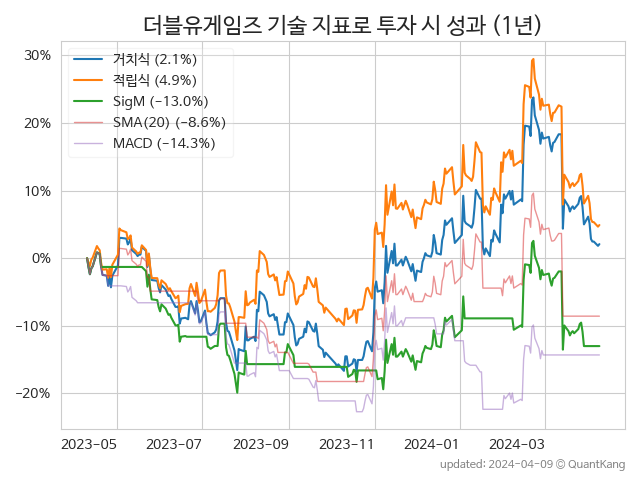 더블유게임즈 기술 지표로 투자 시 성과 (1년)
거치식 (2.1%)
적립식 (4.9%)
SigM (−13.0%)
SMA(20) (−8.6%)
MACD (−14.3%)
30%
20%
10%
0%
−10%
−20%
2023-05 2023-07 2023-09 2023-11 2024-01 2024-03
updated: 2024-04-09 © QuantKang